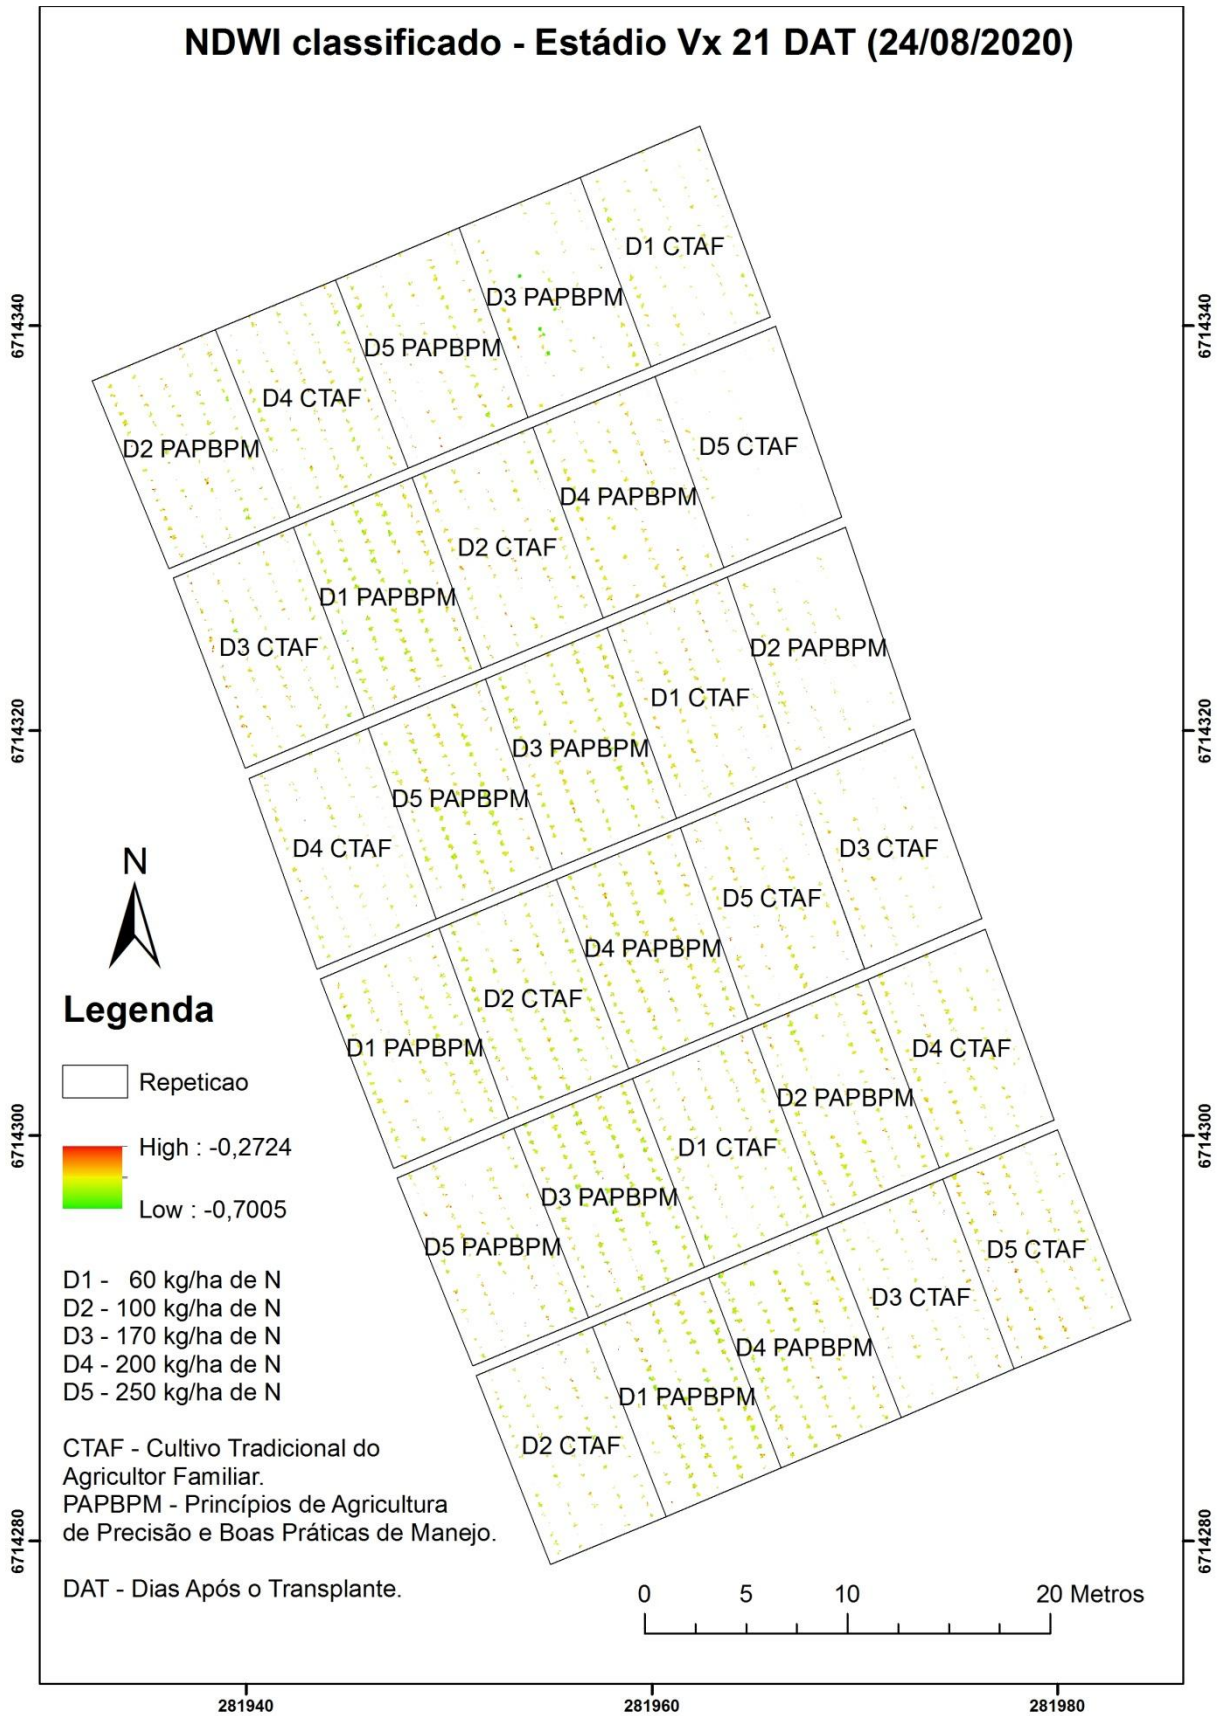 NDWI classificado - Estádio Vx 21 DAT (24/08/2020)
D1 CTAF
D3 PAPBPM
D5 PAPBPM
D4 CTAF
D2 PAPBPM
D5 CTAF
D4 PAPBPM
D2 CTAF
D1 PAPBPM
D3 CTAF
D2 PAPBPM
D1 CTAF
D3 PAPBPM
D5 PAPBPM
D4 CTAF
D3 CTAF
D5 CTAF
D4 PAPBPM
D2 CTAF
D1 PAPBPM
D4 CTAF
D2 PAPBPM
D1 CTAF
D3 PAPBPM
D5 PAPBPM
D5 CTAF
D3 CTAF
D4 PAPBPM
D1 PAPBPM
D2 CTAF
6714340
6714320
6714300
6714280
6714340
6714320
6714300
6714280
N
Legenda
Repeticao
High : -0,2724
Low : -0,7005
D1 - 60 kg/ha de N
D2 - 100 kg/ha de N
D3 - 170 kg/ha de N
D4 - 200 kg/ha de N
D5 - 250 kg/ha de N
CTAF - Cultivo Tradicional do
Agricultor Familiar.
PAPBPM - Princípios de Agricultura
de Precisão e Boas Práticas de Manejo.
DAT - Dias Após o Transplante.
0 5 10 20 Metros
281940 281960 281980